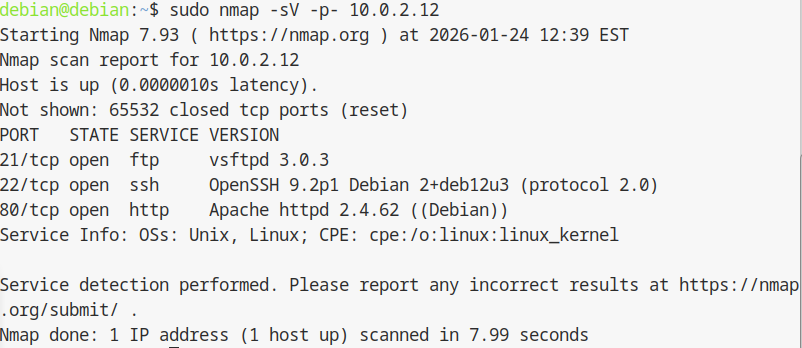 debian@debian:~$ sudo nmap -sV -p- 10.0.2.12
Starting Nmap 7.93 ( https://nmap.org ) at 2026-01-24 12:39 EST
Nmap scan report for 10.0.2.12
Host is up (0.0000010s latency).
Not shown: 65532 closed tcp ports (reset)
PORT   STATE SERVICE VERSION
21/tcp open  ftp     vsftpd 3.0.3
22/tcp open  ssh     OpenSSH 9.2p1 Debian 2+deb12u3 (protocol 2.0)
80/tcp open  http    Apache httpd 2.4.62 ((Debian))
Service Info: OSs: Unix, Linux; CPE: cpe:/o:linux:linux_kernel

Service detection performed. Please report any incorrect results at https://nmap
.org/submit/ .
Nmap done: 1 IP address (1 host up) scanned in 7.99 seconds